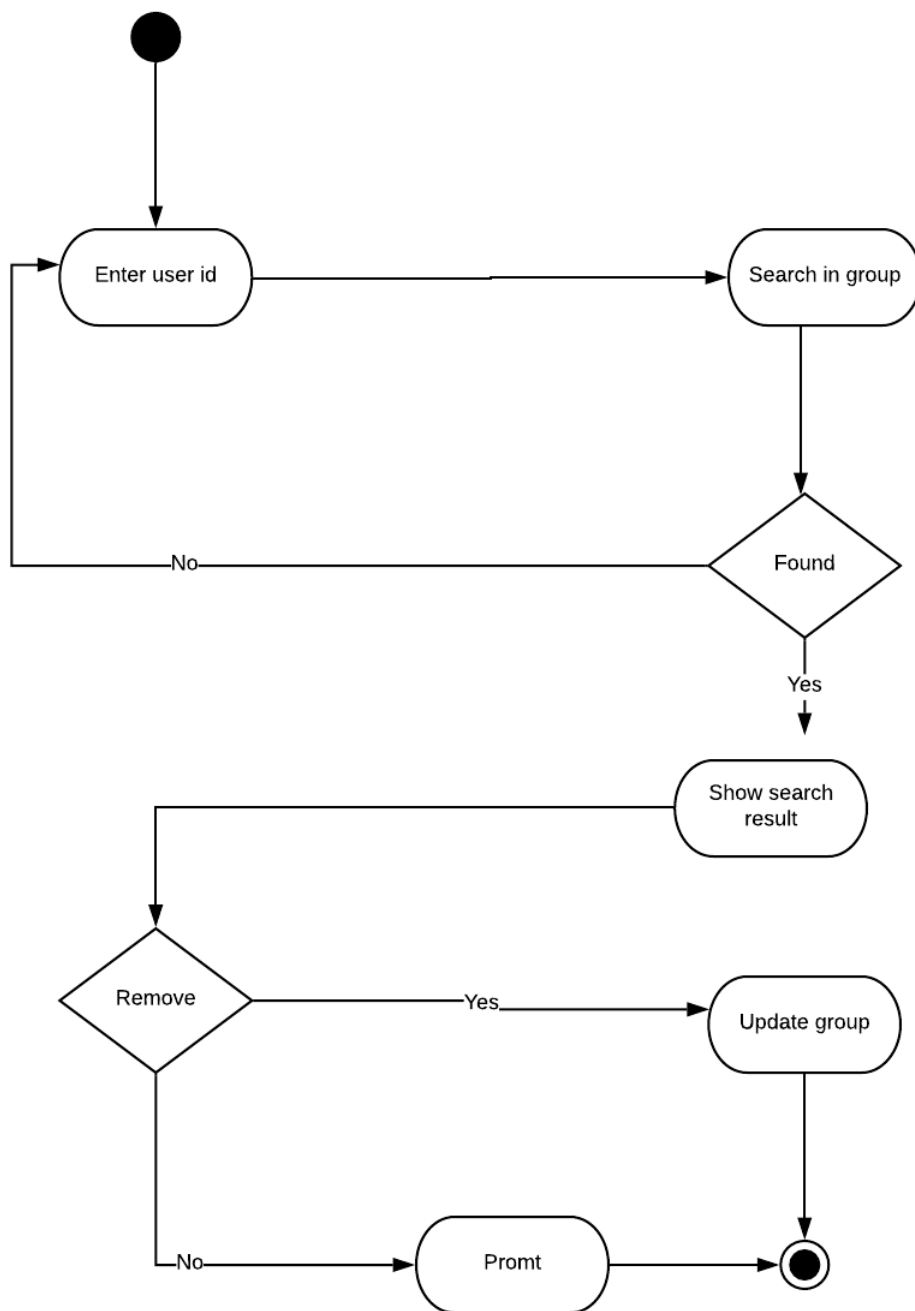 Enter user id
Search in group
Found
No
Yes
Show search
result
Remove
Yes
Update group
No
Promt